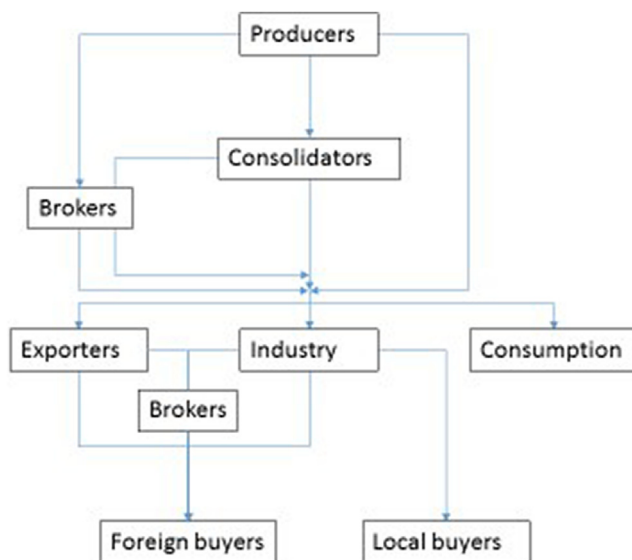 Producers
Consolidators
Brokers
Exporters
Industry
Consumption
Brokers
Foreign buyers
Local buyers